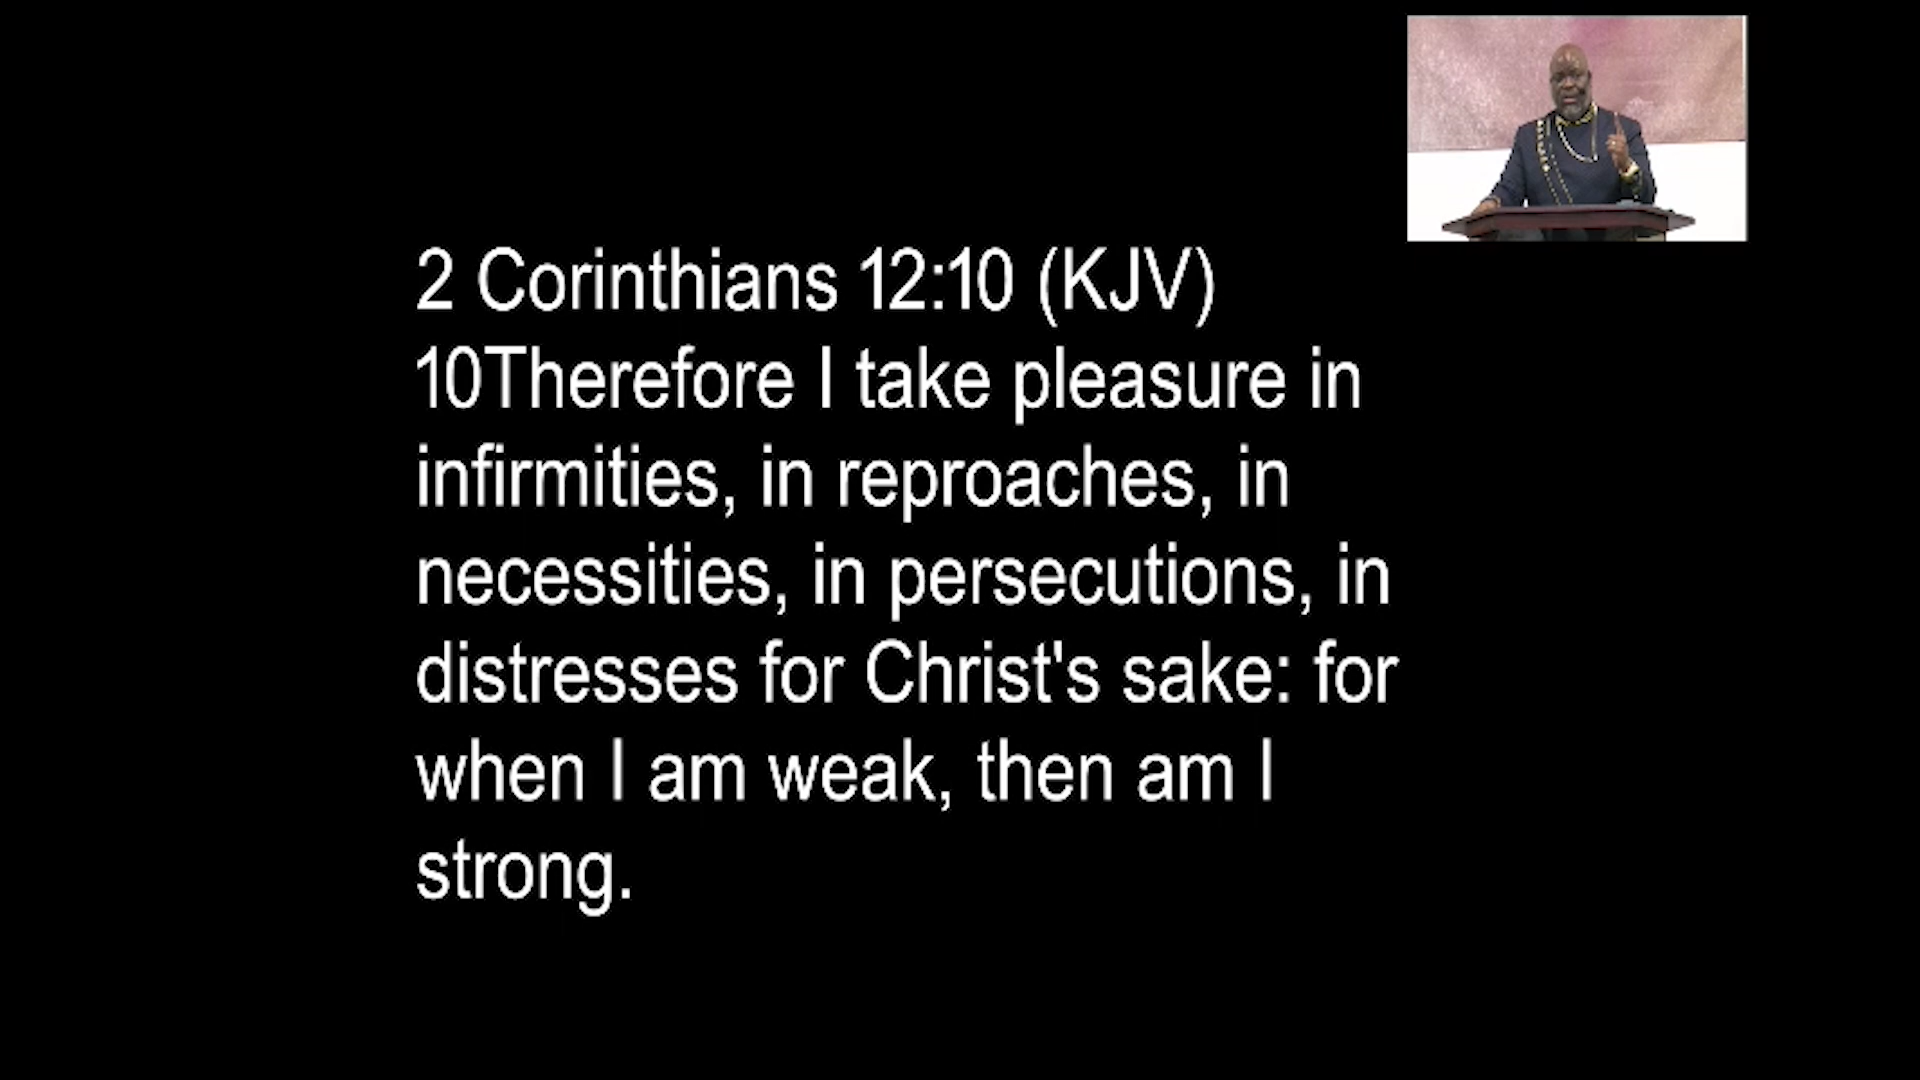 2 Corinthians 12:10 (KJV)
10Therefore I take pleasure in
infirmities, in reproaches, in
necessities, in persecutions, in
distresses for Christ's sake: for
when I am weak, then am I
strong.